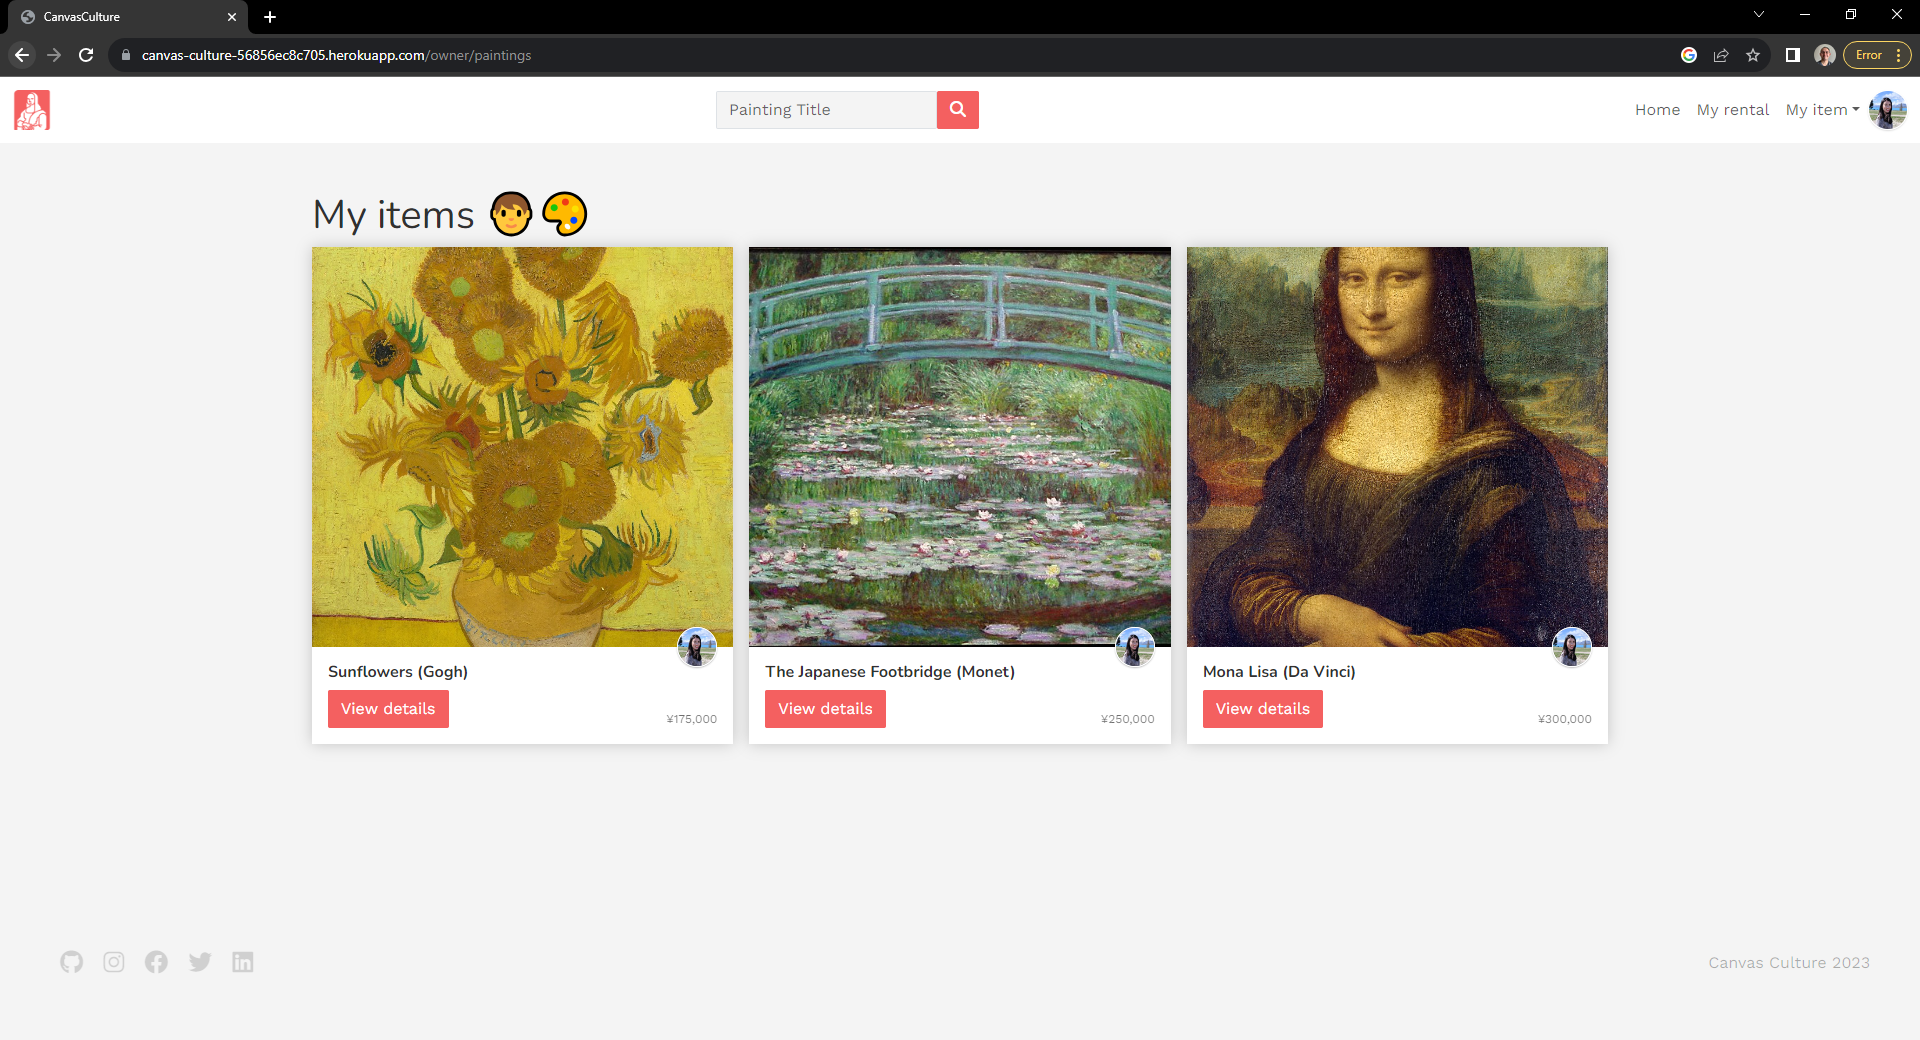 CanvasCulture
canvas-culture-56856ec8c705.herokuapp.com/owner/paintings
Error
Painting Title
Home My rental My item
My items
Sunflowers (Gogh)
View details
¥175,000
The Japanese Footbridge (Monet)
View details
¥250,000
Mona Lisa (Da Vinci)
View details
¥300,000
Canvas Culture 2023